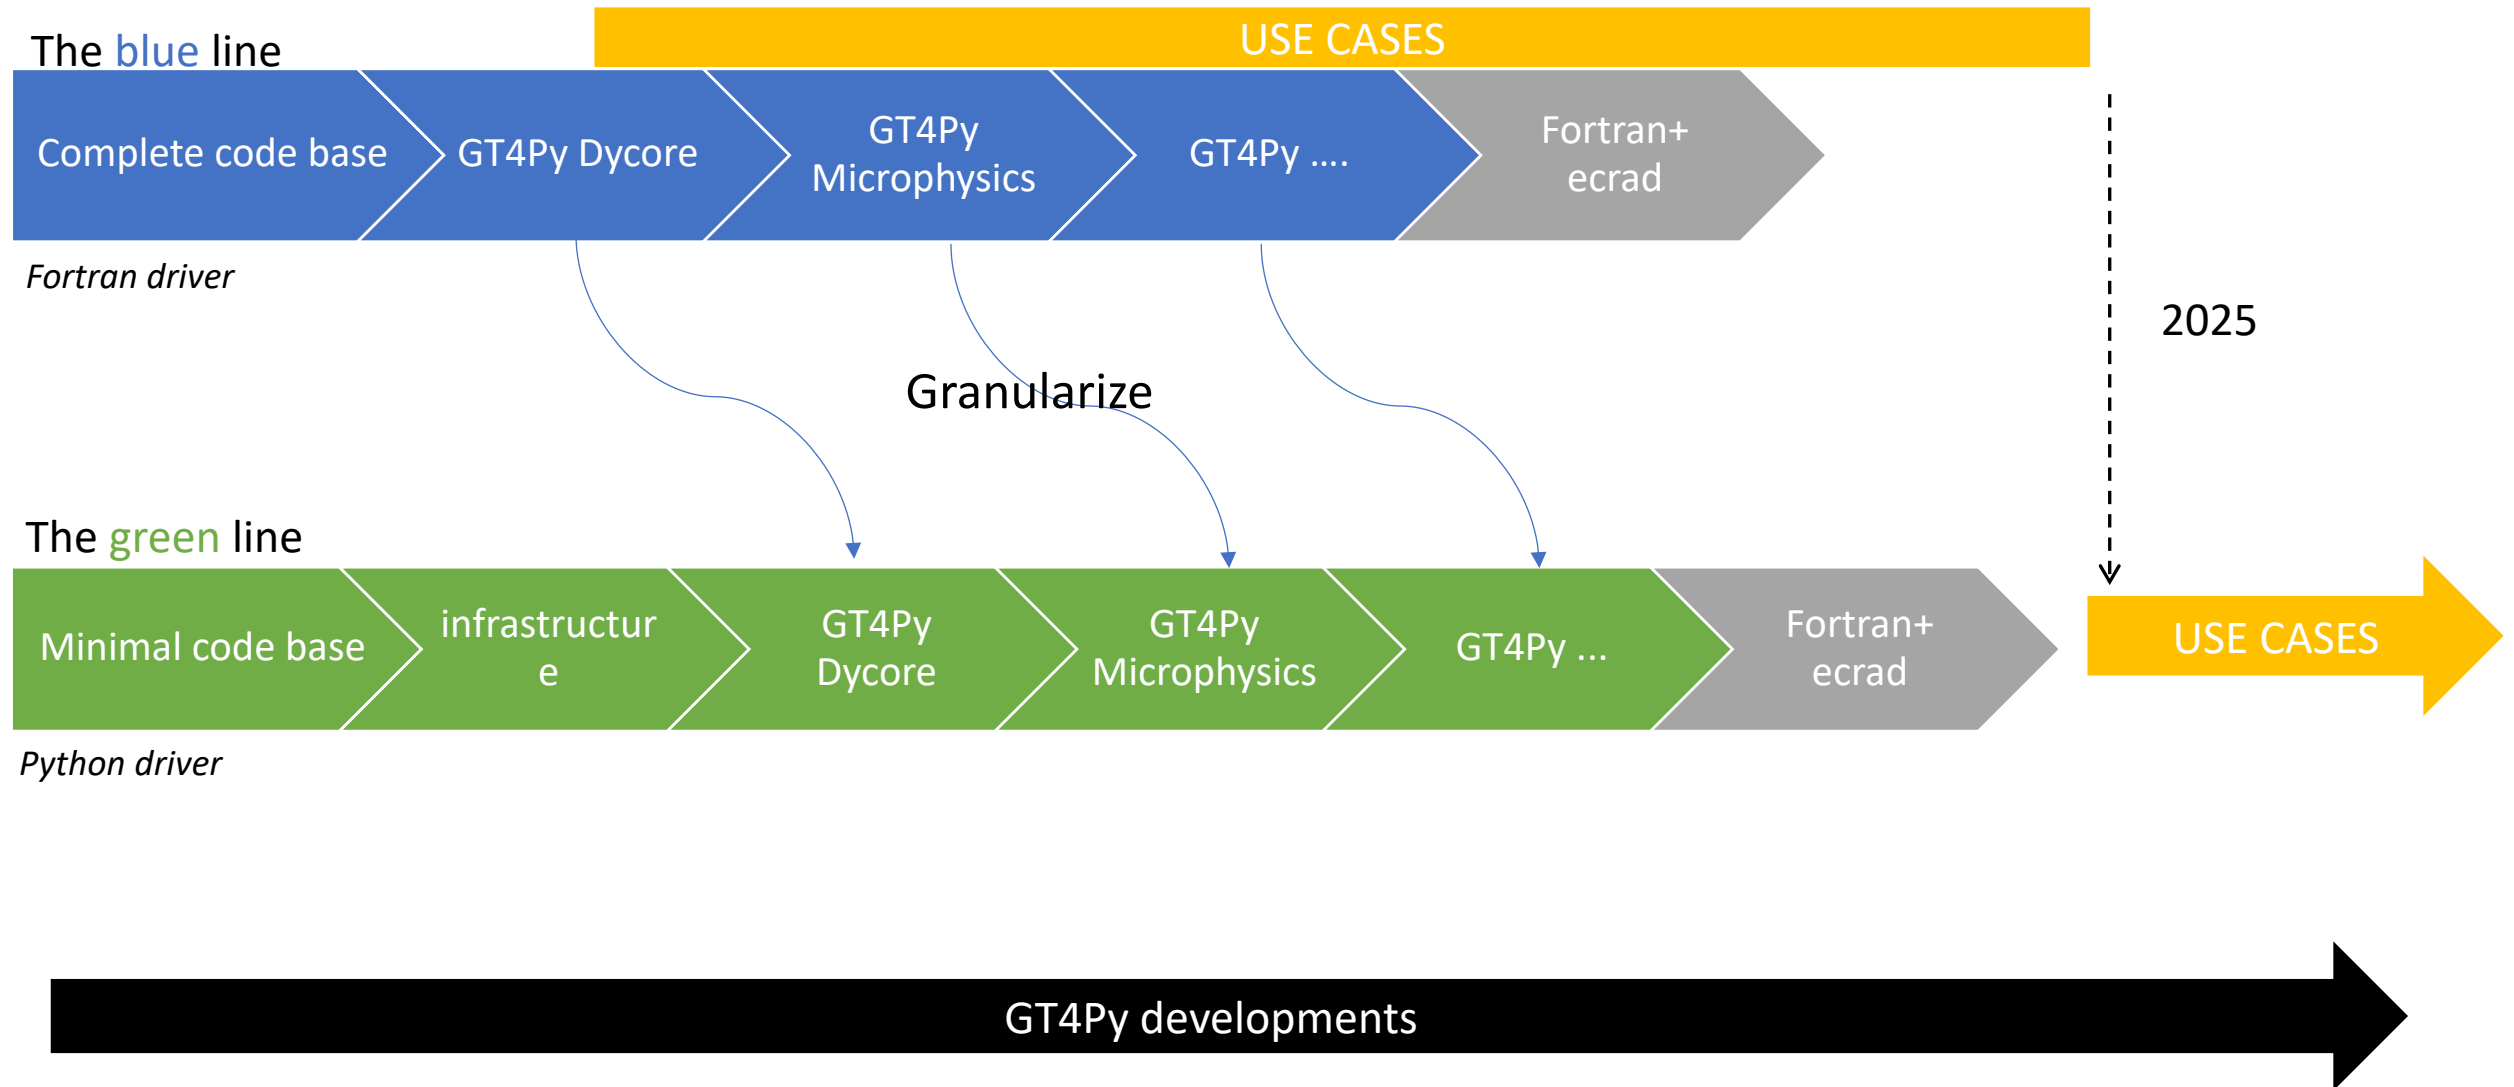 USE CASES
The blue line
Complete code base
GT4Py Dycore
GT4Py
Microphysics
GT4Py ....
Fortran+
ecrad
Fortran driver
2025
Granularize
The green line
Minimal code base
infrastructur
e
GT4Py
Dycore
GT4Py
Microphysics
GT4Py ...
Fortran+
ecrad
USE CASES
Python driver
GT4Py developments